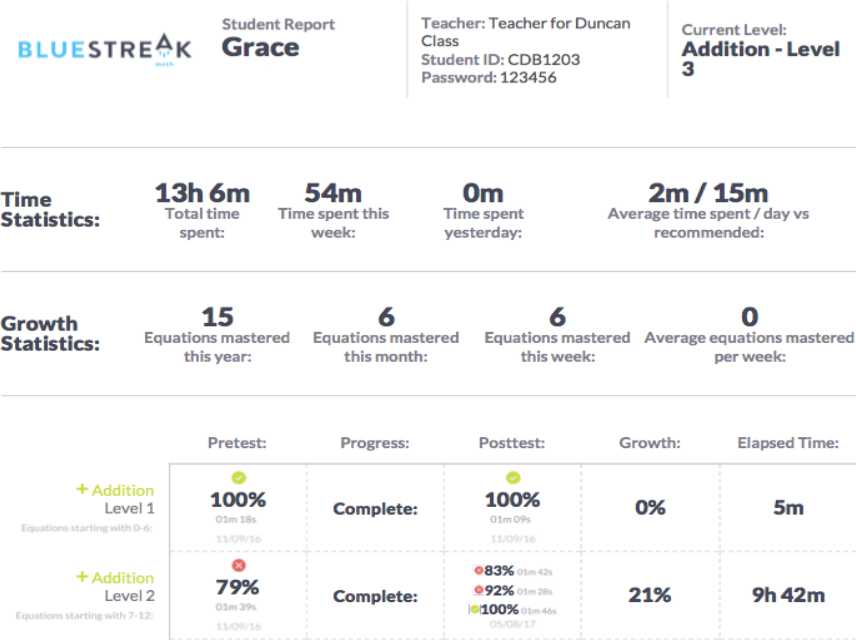 BLUESTREAK
math
Student Report
Grace
Teacher: Teacher for Duncan
Class
Student ID: CDB1203
Password: 123456
Current Level:
Addition - Level
3
Time
Statistics:
13h 6m
Total time
spent:
54m
Time spent this
week:
0m
Time spent
yesterday:
2m / 15m
Average time spent / day vs
recommended:
Growth
Statistics:
15
Equations mastered
this year:
6
Equations mastered
this month:
6
Equations mastered
this week:
0
Average equations mastered
per week:
Pretest: Progress: Posttest: Growth: Elapsed Time:
+ Addition
Level 1
Equations starting with 0-6:
100%
01m 18s
11/09/16
Complete:
100%
01m 09s
11/09/16
0%
5m
+ Addition
Level 2
Equations starting with 7-12:
79%
01m 39s
11/09/16
Complete:
83% 01m 42s
92% 01m 28s
100% 01m 46s
05/08/17
21%
9h 42m